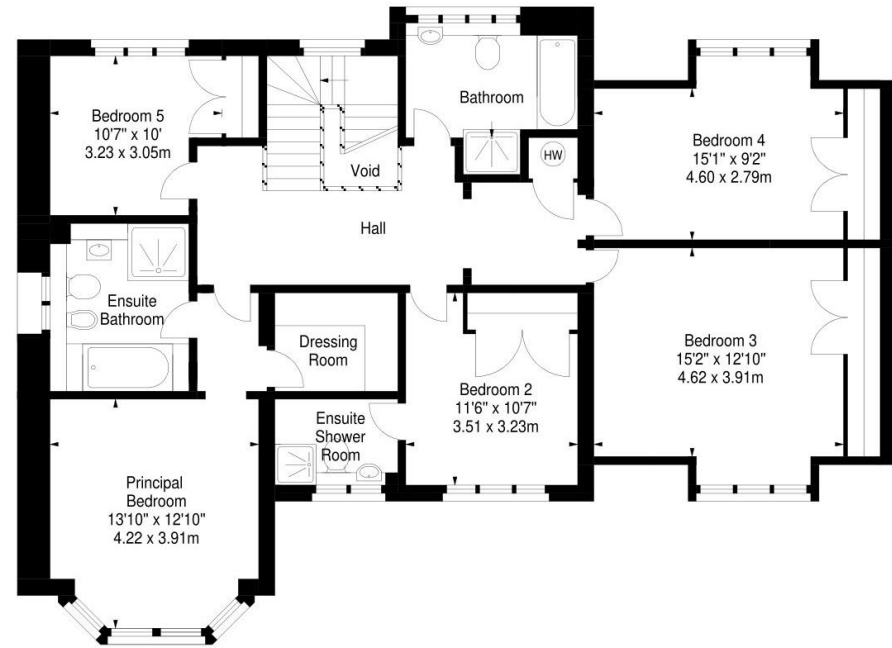 Bedroom 5
10'7" x 10'
3.23 x 3.05m
Bathroom
HW
Bedroom 4
15'1" x 9'2"
4.60 x 2.79m
Void
Hall
Ensuite
Bathroom
Dressing
Room
Bedroom 3
15'2" x 12'10"
4.62 x 3.91m
Bedroom 2
11'6" x 10'7"
3.51 x 3.23m
Ensuite
Shower
Room
Principal
Bedroom
13'10" x 12'10"
4.22 x 3.91m